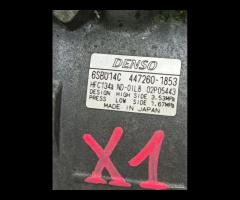 DENSO
6SBU14C 447260-1853
HFC134a ND-OIL8 02P05443
DESIGN HIGH SIDE 3.53MPa
PRESS LOW SIDE 1.67MPa
MADE IN JAPAN
X1